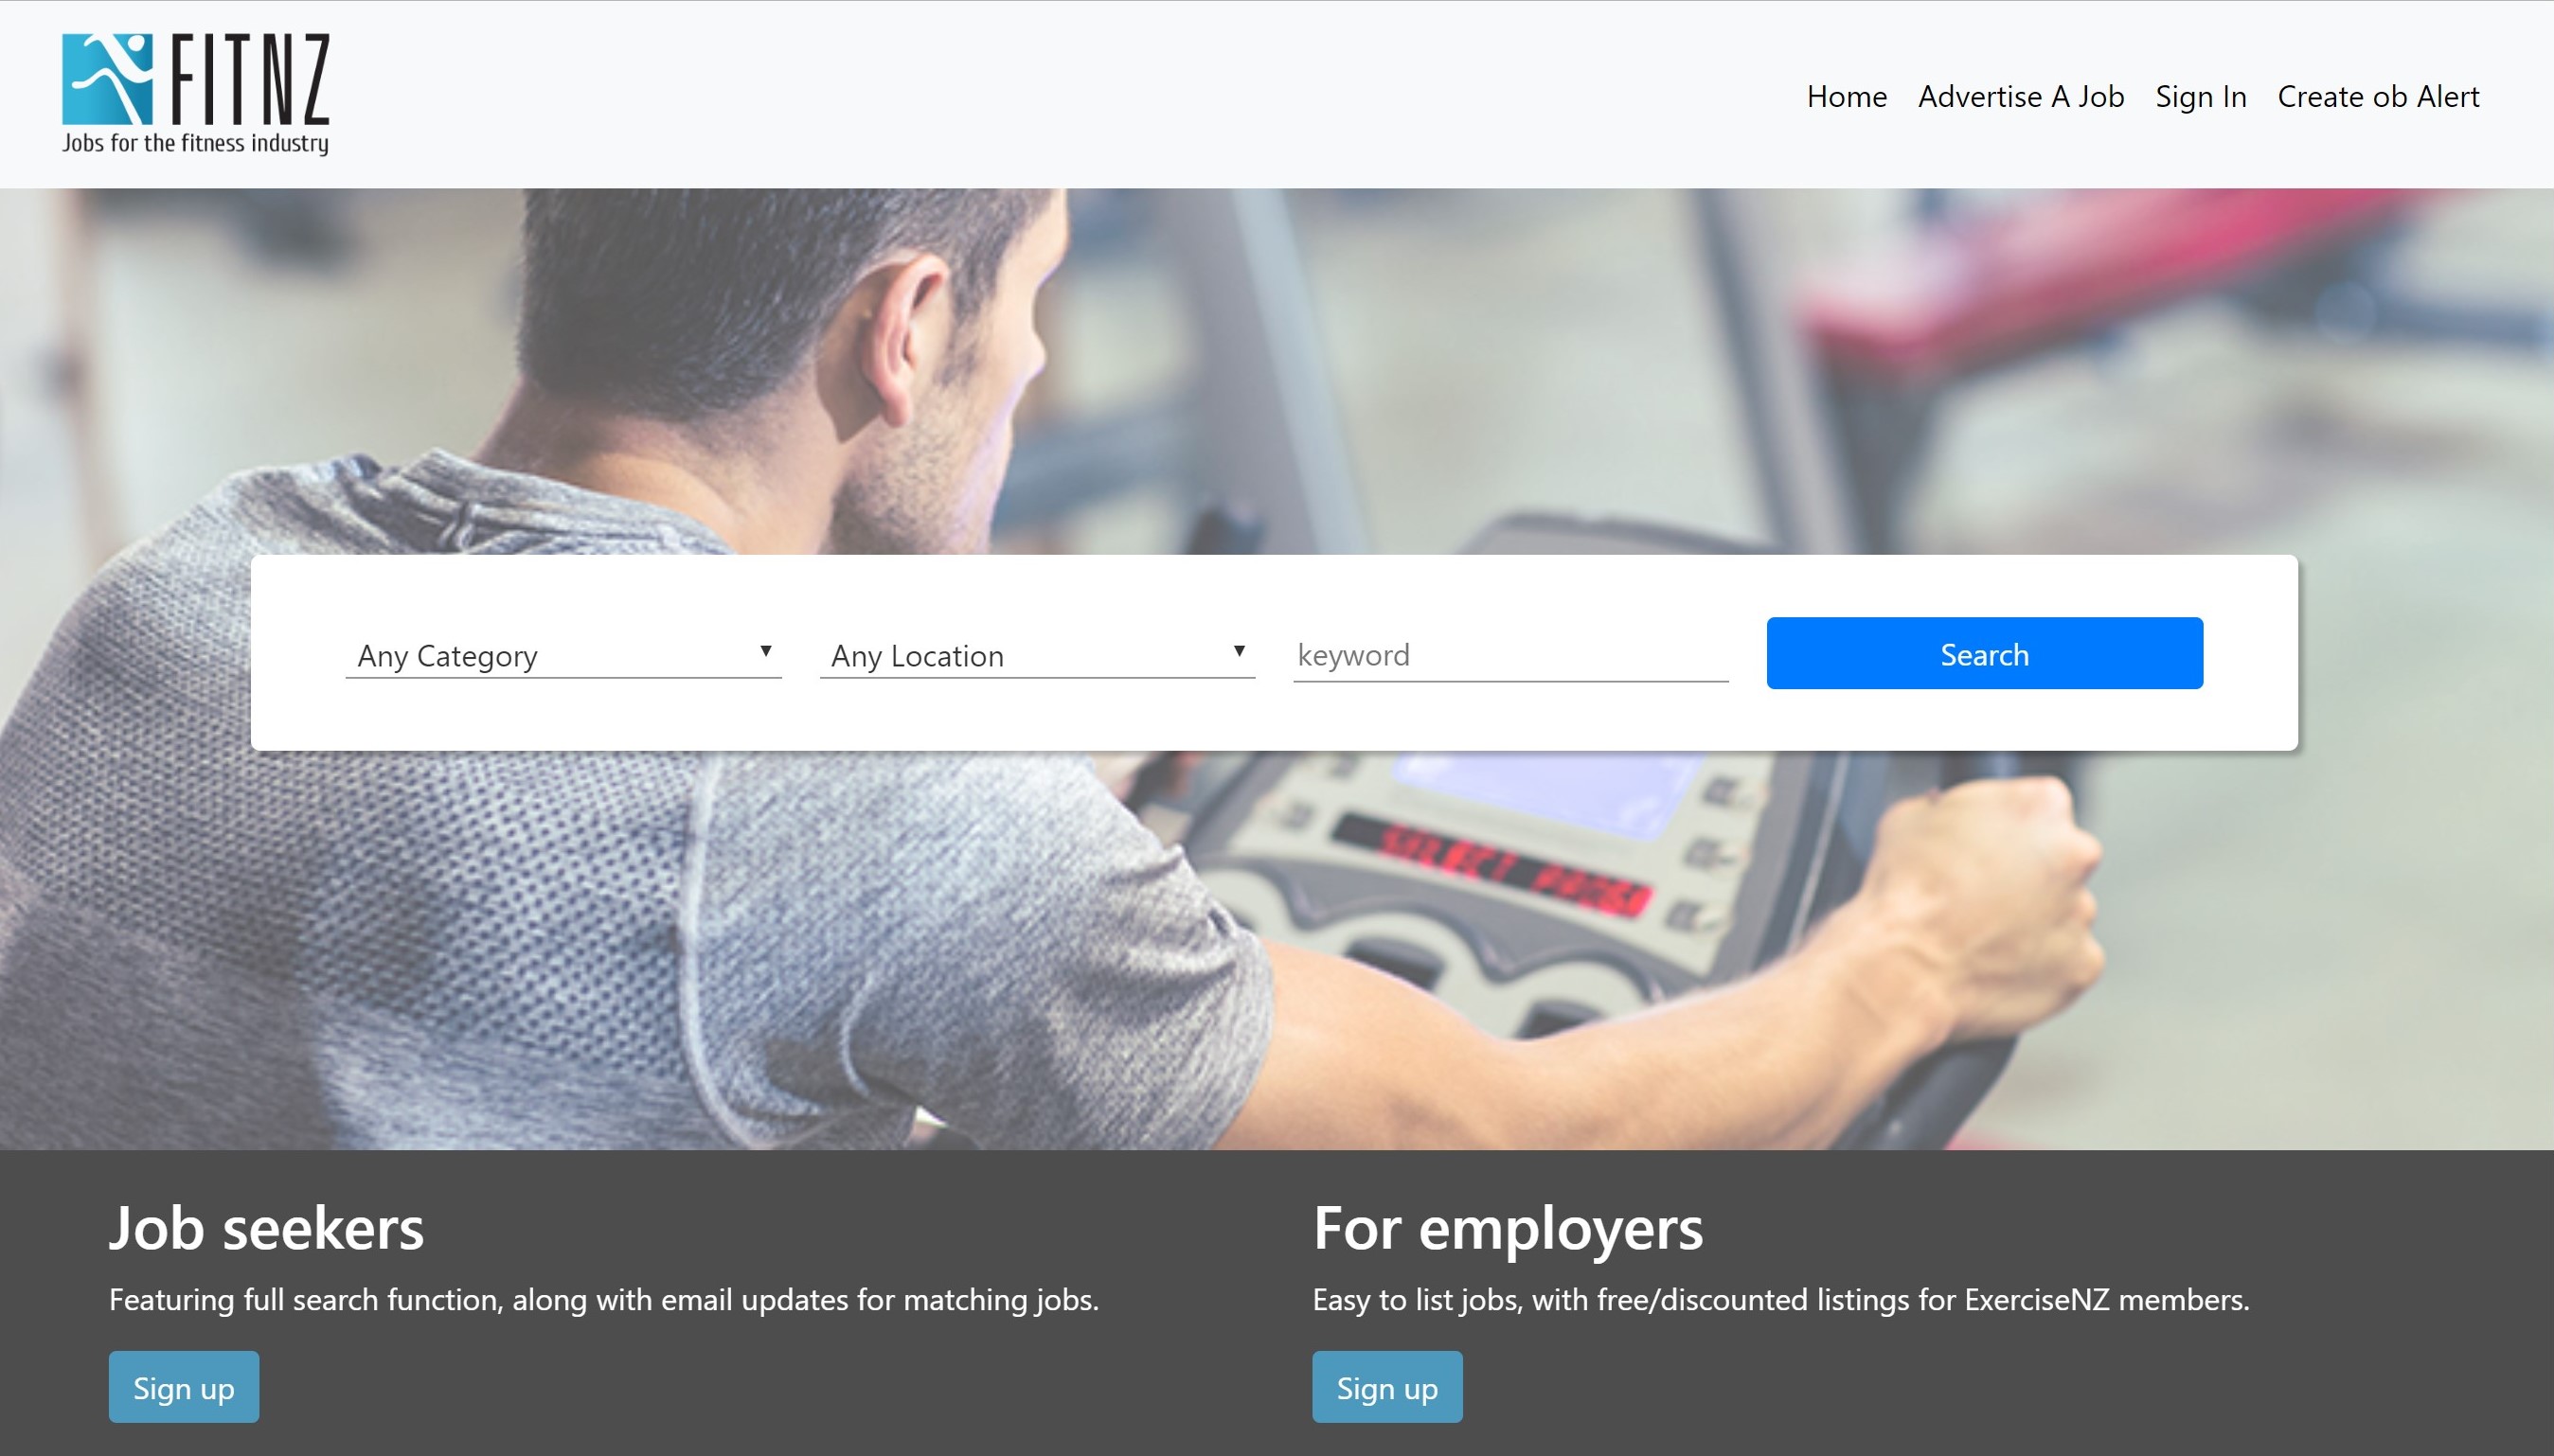 FITNZ
Jobs for the fitness industry
Home Advertise A Job Sign In Create ob Alert
Any Category ▼ Any Location ▼ keyword Search
SELECT
Job seekers
For employers
Featuring full search function, along with email updates for matching jobs.
Easy to list jobs, with free/discounted listings for ExerciseNZ members.
Sign up
Sign up